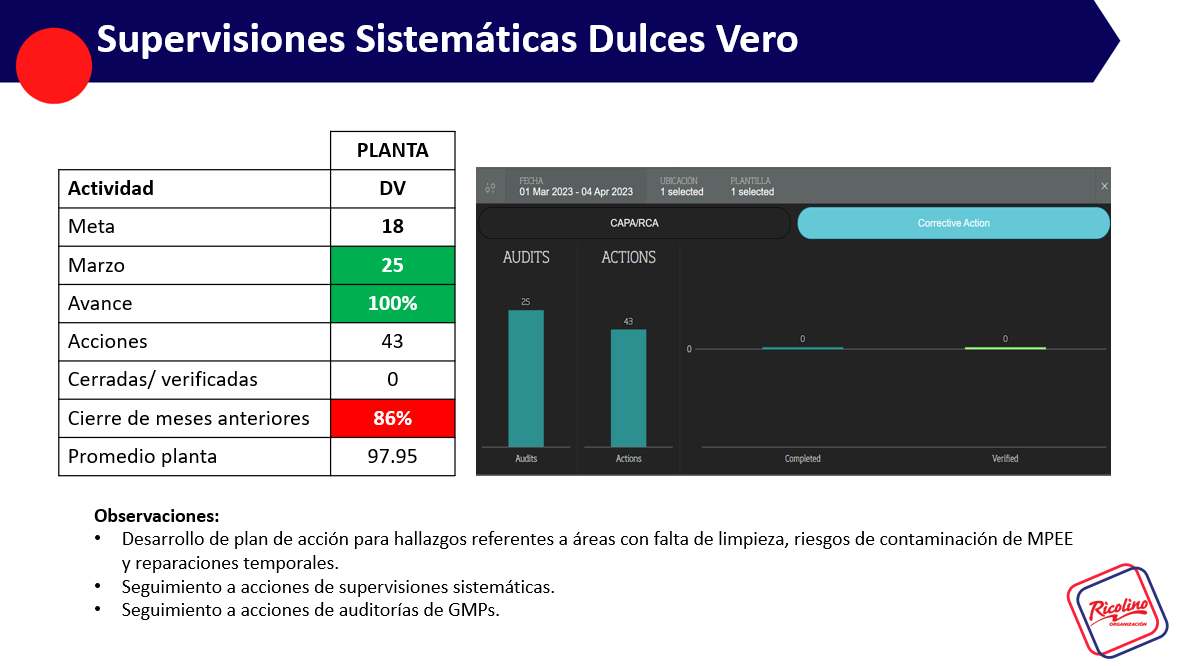 Supervisiones Sistemáticas Dulces Vero
PLANTA
Actividad DV
Meta 18
Marzo 25
Avance 100%
Acciones 43
Cerradas/ verificadas 0
Cierre de meses anteriores 86%
Promedio planta 97.95
FECHA UBICACIÓN PLANTILLA
01 Mar 2023 - 04 Apr 2023 1 selected 1 selected
×
CAPA/RCA Corrective Action
AUDITS ACTIONS
25
43
0 0
0
Audits Actions Completed Verified
Observaciones:
• Desarrollo de plan de acción para hallazgos referentes a áreas con falta de limpieza, riesgos de contaminación de MPEE
y reparaciones temporales.
• Seguimiento a acciones de supervisiones sistemáticas.
• Seguimiento a acciones de auditorías de GMPs.
Ricolino
ORGANIZACIÓN